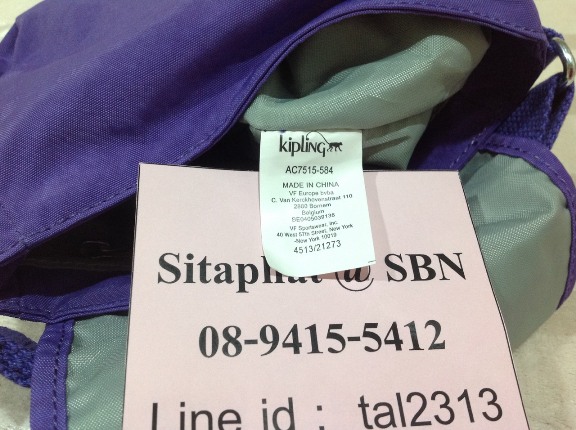 kipling
AC7515-584
MADE IN CHINA
VF Europe bvba
C. Van Kerckhovenstraat 110
2880 Bornem
Belgium
BE0405038138
VF Sportswear, Inc.
40 West 57th Street, New York
-New York 10019
4513/21273
Sitaphat @ SBN
08-9415-5412
Line id : tal2313